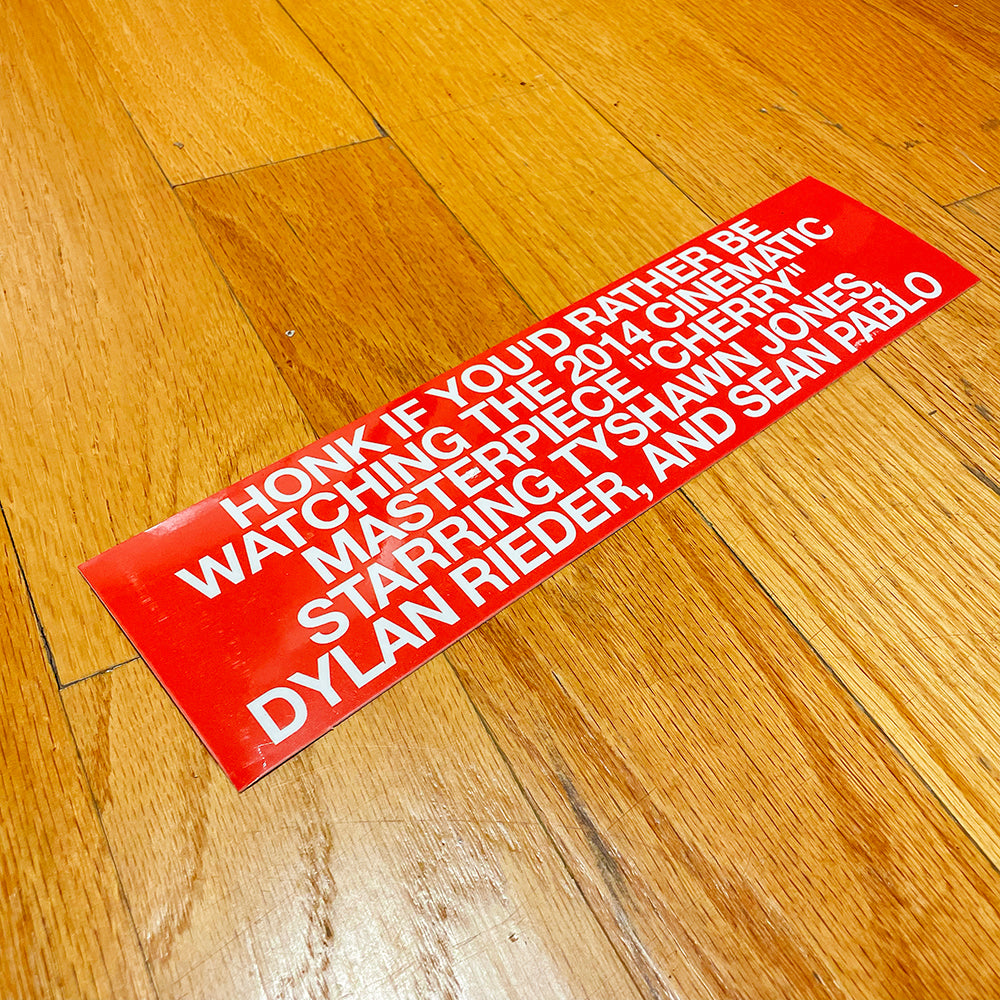 HONK IF YOU'D RATHER BE
WATCHING THE 2014 CINEMATIC
MASTERPIECE "CHERRY"
STARRING TYSHAWN JONES,
DYLAN RIEDER, AND SEAN PABLO